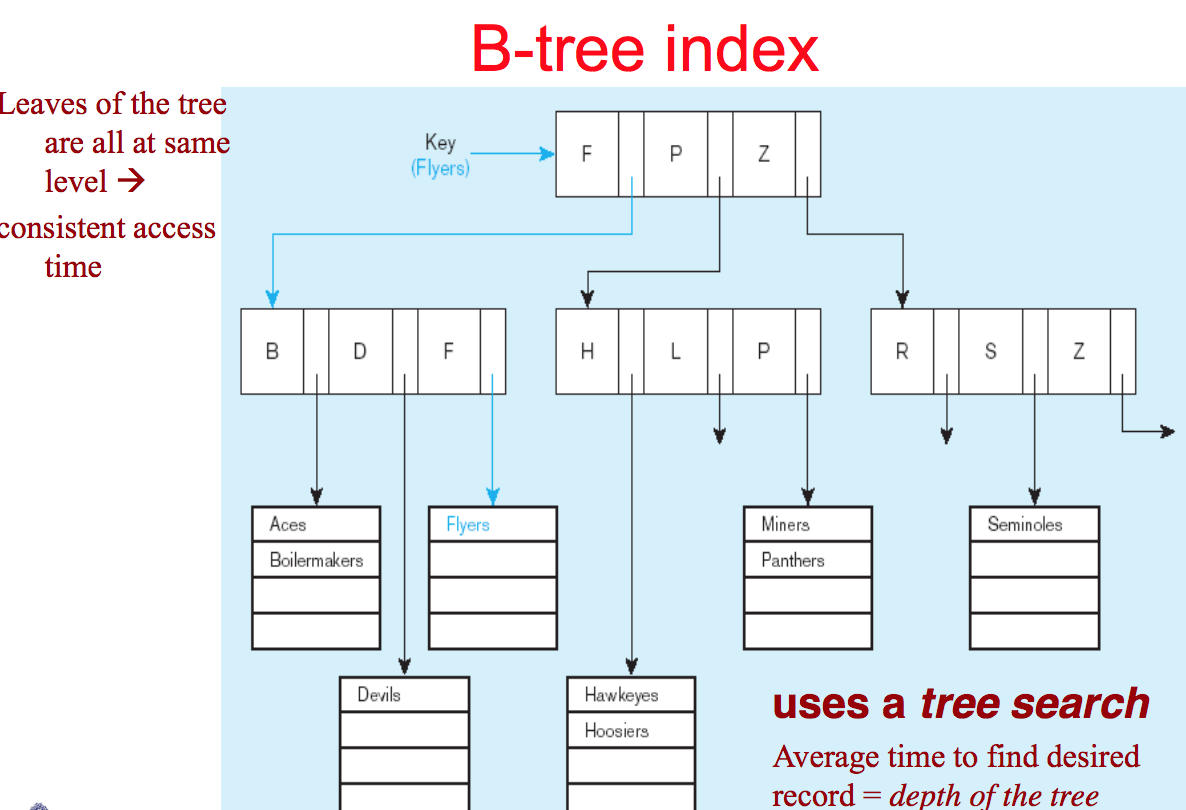 B-tree index
Leaves of the tree
are all at same
level →
consistent access
time
Key
(Flyers)
F P Z
B D F
H L P
R S Z
Aces
Boilermakers
Flyers
Miners
Panthers
Seminoles
Devils
Hawkeyes
Hoosiers
uses a tree search
Average time to find desired
record = depth of the tree